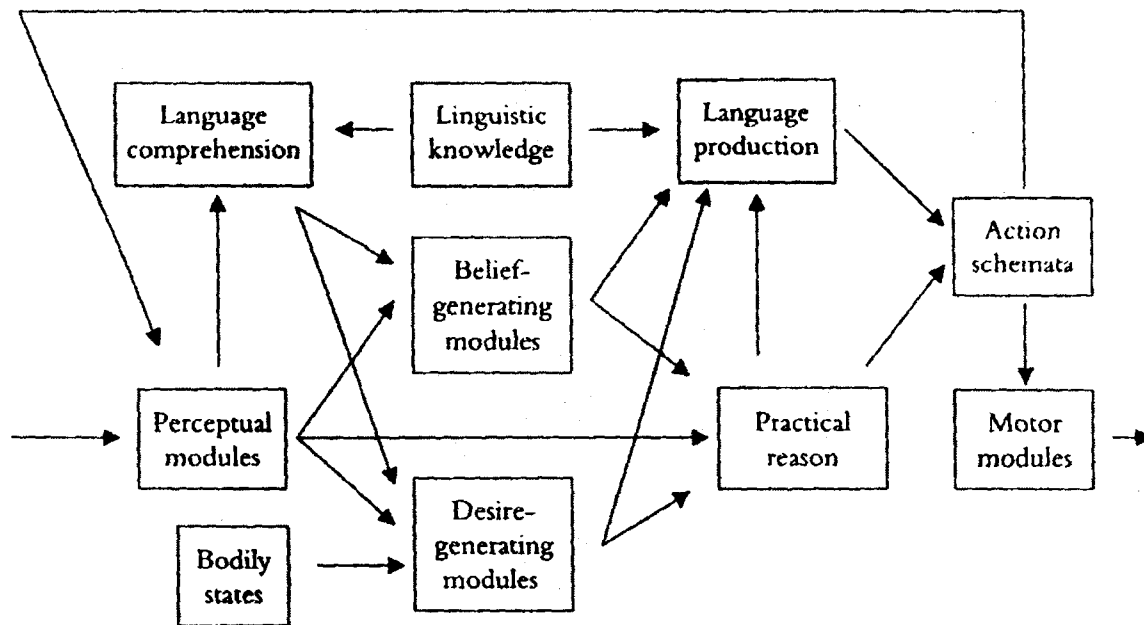 Language
comprehension
Linguistic
knowledge
Language
production
Action
schemata
Belief-
generating
modules
Perceptual
modules
Practical
reason
Motor
modules
Desire-
generating
modules
Bodily
states